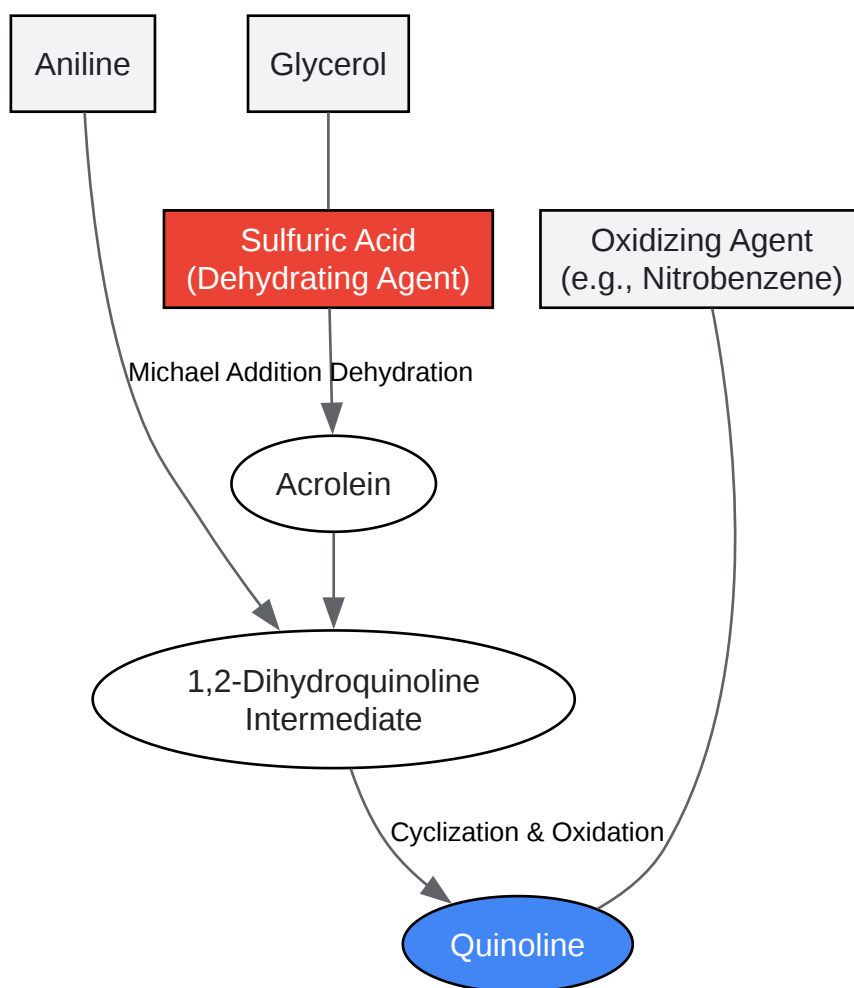 Aniline
Glycerol
Sulfuric Acid
(Dehydrating Agent)
Oxidizing Agent
(e.g., Nitrobenzene)
Michael Addition
Dehydration
Acrolein
1,2-Dihydroquinoline
Intermediate
Cyclization & Oxidation
Quinoline